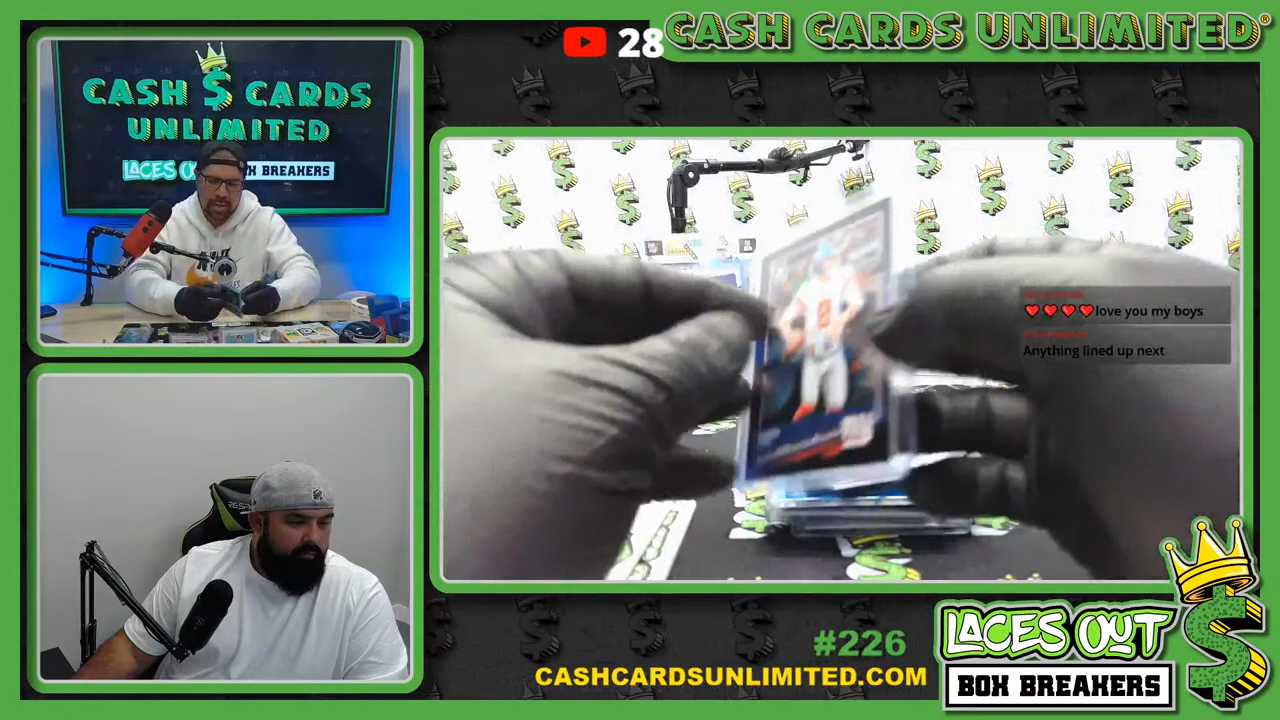 28
CASH CARDS UNLIMITED®
CASH $ CARDS
UNLIMITED
LACES
BREAKERS
8
❤❤❤❤love you my boys
Anything lined up next
#226
CASHCARDSUNLIMITED.COM
LACES OUT
BOX BREAKERS